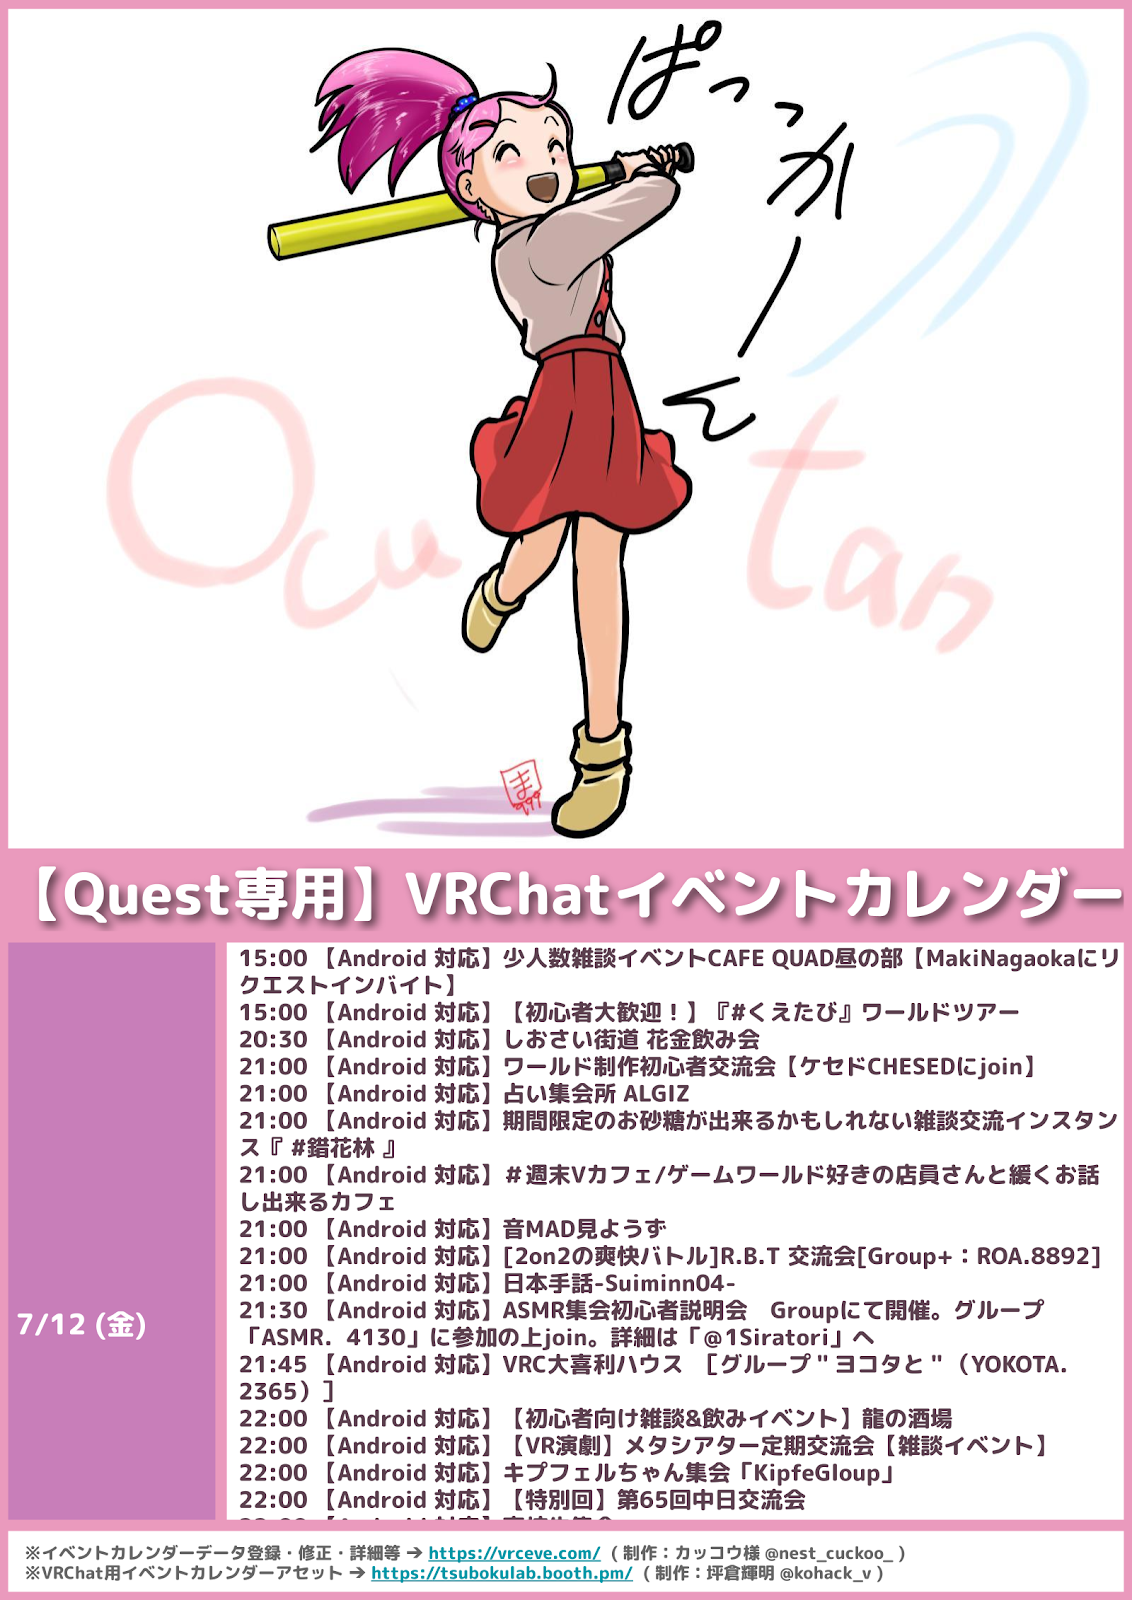 ぱっっかーん
Ocu tan
ま
999
【Quest専用】VRChatイベントカレンダー
7/12 (金)
15:00 【Android 対応】少人数雑談イベントCAFE QUAD昼の部【MakiNagaokaにリ
クエストインバイト】
15:00 【Android 対応】【初心者大歓迎！】『#くえたび』ワールドツアー
20:30 【Android 対応】しおさい街道 花金飲み会
21:00 【Android 対応】ワールド制作初心者交流会【ケセドCHESEDにjoin】
21:00 【Android 対応】占い集会所 ALGIZ
21:00 【Android 対応】期間限定のお砂糖が出来るかもしれない雑談交流インスタン
ス『 #錯花林 』
21:00 【Android 対応】＃週末Vカフェ/ゲームワールド好きの店員さんと緩くお話
し出来るカフェ
21:00 【Android 対応】音MAD見ようず
21:00 【Android 対応】[2on2の爽快バトル]R.B.T 交流会[Group+：ROA.8892]
21:00 【Android 対応】日本手話-Suiminn04-
21:30 【Android 対応】ASMR集会初心者説明会　Groupにて開催。グループ
「ASMR．4130」に参加の上join。詳細は「＠1Siratori」へ
21:45 【Android 対応】VRC大喜利ハウス　［グループ＂ヨコタと＂（YOKOTA.
2365）］
22:00 【Android 対応】【初心者向け雑談&飲みイベント】龍の酒場
22:00 【Android 対応】【VR演劇】メタシアター定期交流会【雑談イベント】
22:00 【Android 対応】キプフェルちゃん集会「KipfeGloup」
22:00 【Android 対応】【特別回】第65回中日交流会
※イベントカレンダーデータ登録・修正・詳細等 → https://vrceve.com/ （制作：カッコウ様 @nest_cuckoo_ ）
※VRChat用イベントカレンダーアセット → https://tsubokulab.booth.pm/ （制作：坪倉輝明 @kohack_v ）